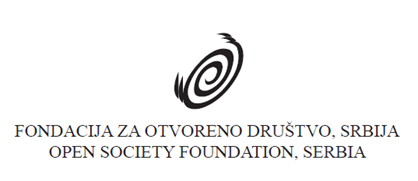 FONDACIJA ZA OTVORENO DRUŠTVO, SRBIJA
OPEN SOCIETY FOUNDATION, SERBIA